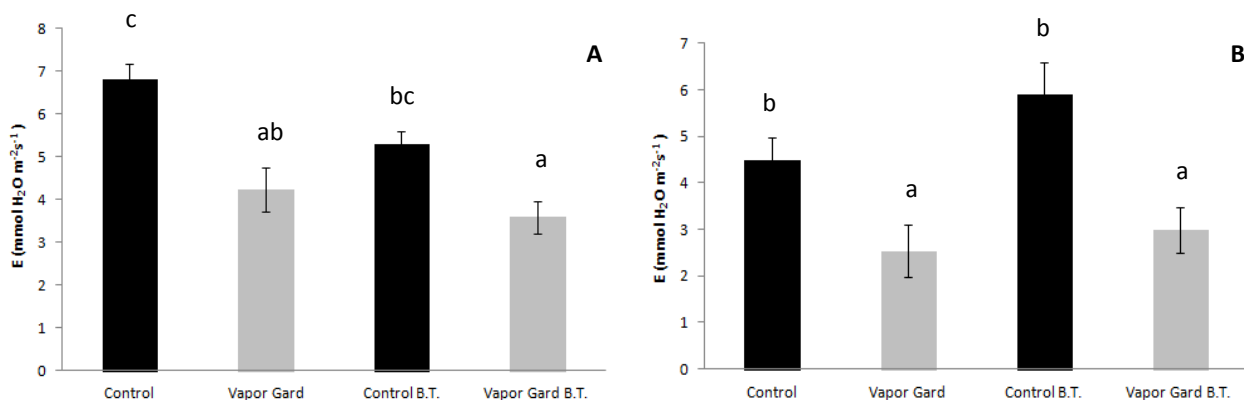 A
E (mmol H₂O m⁻²s⁻¹)
8
7
6
5
4
3
2
1
0
c
ab
bc
a
Control
Vapor Gard
Control B.T.
Vapor Gard B.T.
B
E (mmol H₂O m⁻²s⁻¹)
7
6
5
4
3
2
1
0
b
a
b
a
Control
Vapor Gard
Control B.T.
Vapor Gard B.T.